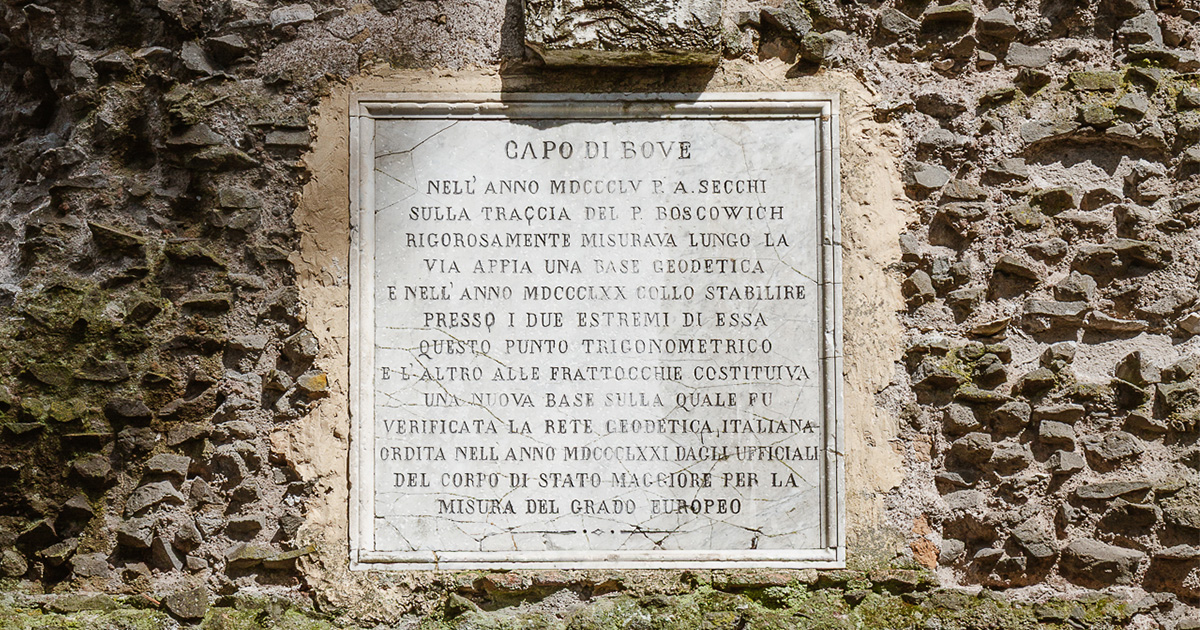 CAPO DI BOVE
NELL'ANNO MDCCCLV P. A. SECCHI
SULLA TRACCIA DEL P. BOSCOWICH
RIGOROSAMENTE MISURAVA LUNGO LA
VIA APPIA UNA BASE GEODETICA
E NELL'ANNO MDCCCLXX COLLO STABILIRE
PRESSO I DUE ESTREMI DI ESSA
QUESTO PUNTO TRIGONOMETRICO
E L'ALTRO ALLE FRATTOCCHIE COSTITUIVA
UNA NUOVA BASE SULLA QUALE FU
VERIFICATA LA RETE GEODETICA ITALIANA
ORDITA NELL ANNO MDCCCLXXI DAGLI UFFICIALI
DEL CORPO DI STATO MAGGIORE PER LA
MISURA DEL GRADO EUROPEO